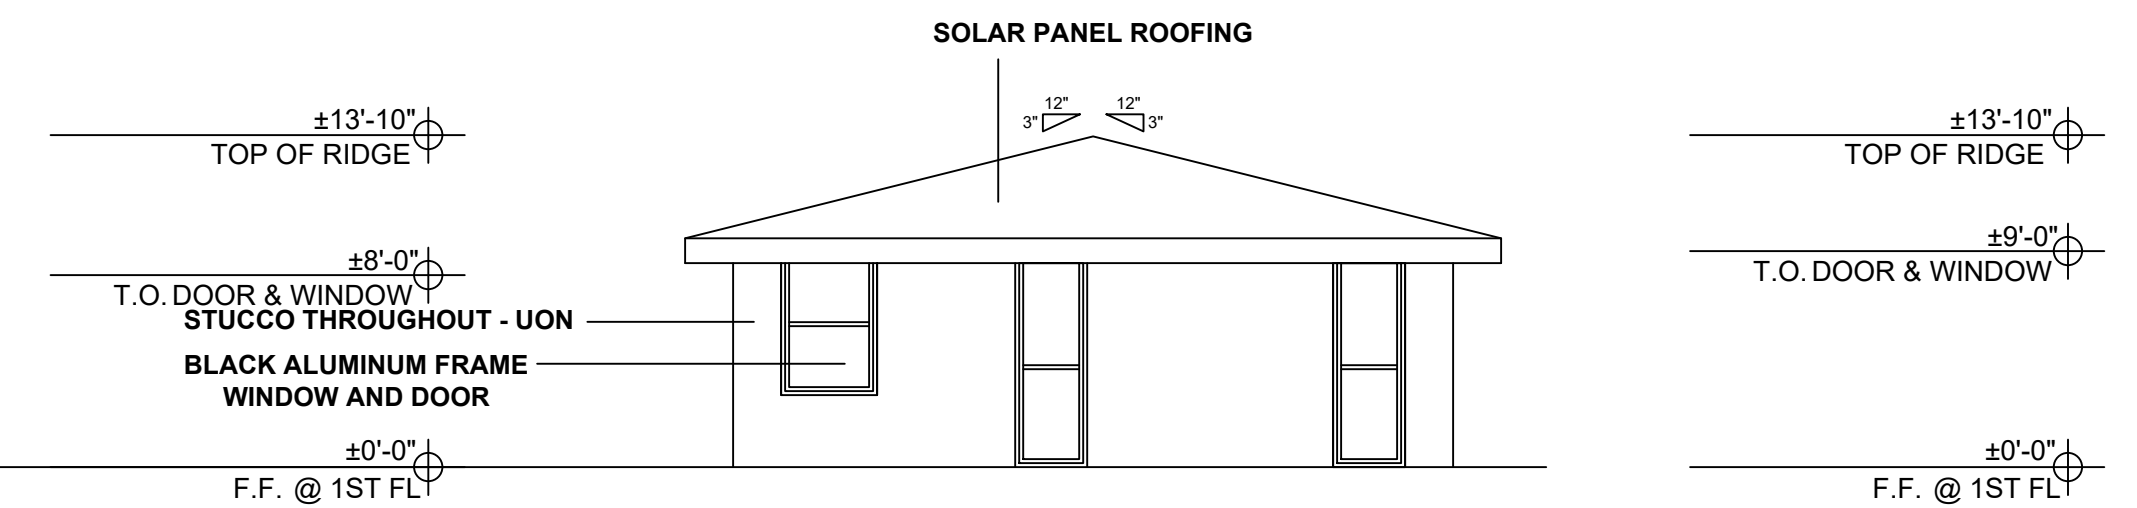 SOLAR PANEL ROOFING
12" 12"
3" 3"
±13'-10"
TOP OF RIDGE
±8'-0"
T.O. DOOR & WINDOW
STUCCO THROUGHOUT - UON
BLACK ALUMINUM FRAME
WINDOW AND DOOR
±0'-0"
F.F. @ 1ST FL
±13'-10"
TOP OF RIDGE
±9'-0"
T.O. DOOR & WINDOW
±0'-0"
F.F. @ 1ST FL